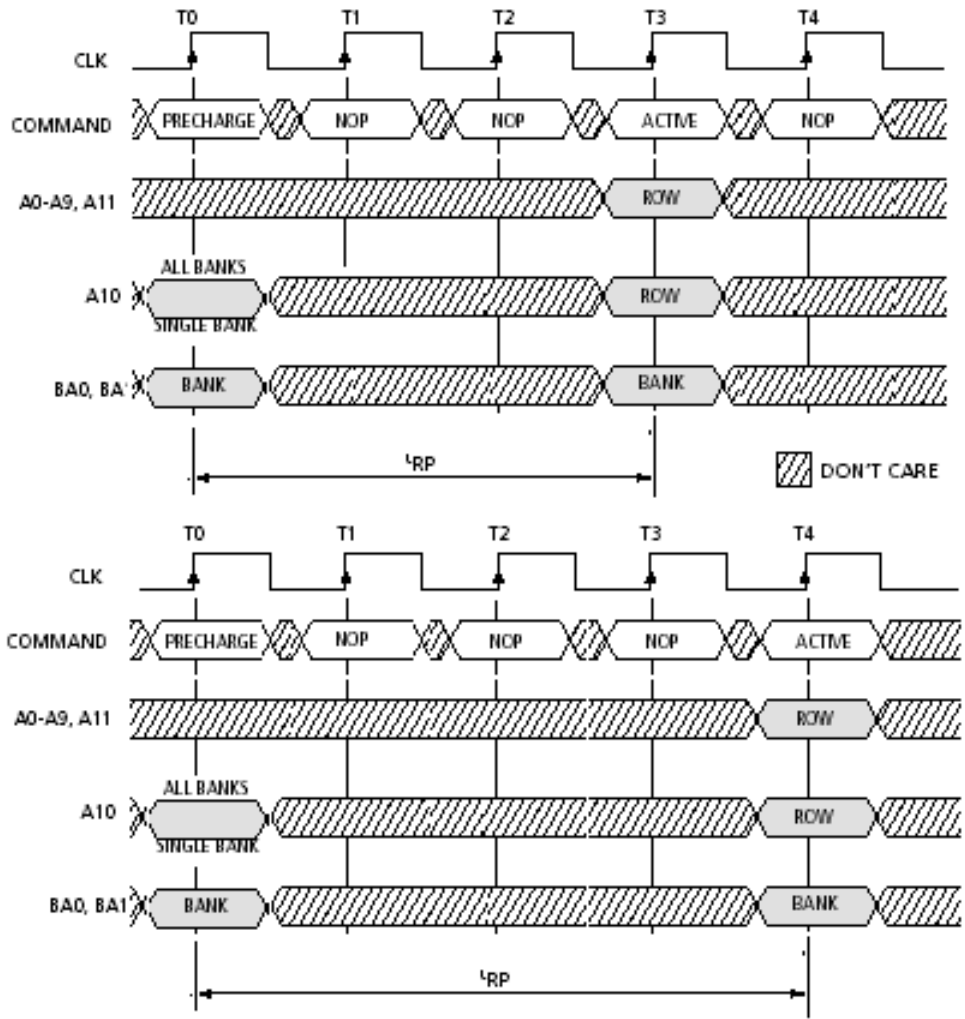 T0 T1 T2 T3 T4
CLK
COMMAND PRECHARGE NOP NOP ACTIVE NOP
A0-A9, A11 ROW
ALL BANKS
A10 ROW
SINGLE BANK
BA0, BA BANK BANK
tRP
DON'T CARE
T0 T1 T2 T3 T4
CLK
COMMAND PRECHARGE NOP NOP NOP ACTIVE
A0-A9, A11 ROW
ALL BANKS
A10 ROW
SINGLE BANK
BA0, BA1 BANK BANK
tRP